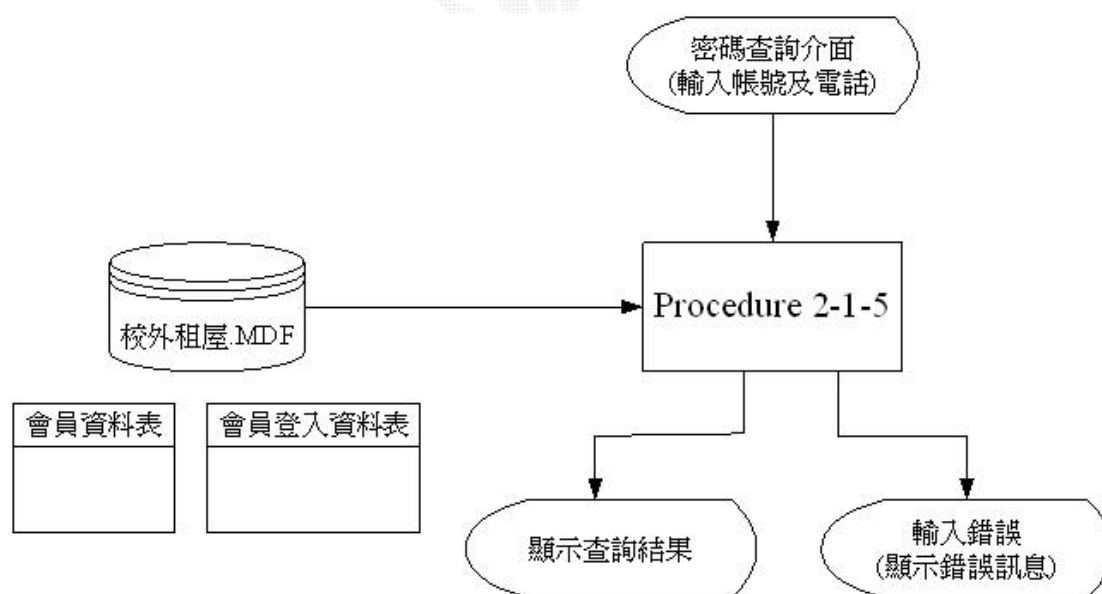 密碼查詢介面
(輸入帳號及電話)
Procedure 2-1-5
校外租屋.MDF
會員資料表
會員登入資料表
顯示查詢結果
輸入錯誤
(顯示錯誤訊息)